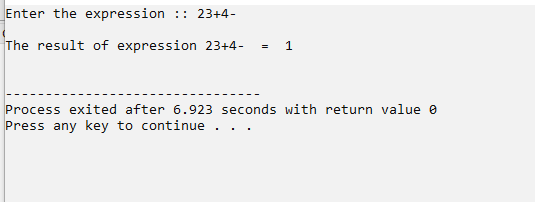 Enter the expression :: 23+4-
The result of expression 23+4-  =  1
--------------------------------
Process exited after 6.923 seconds with return value 0
Press any key to continue . . .